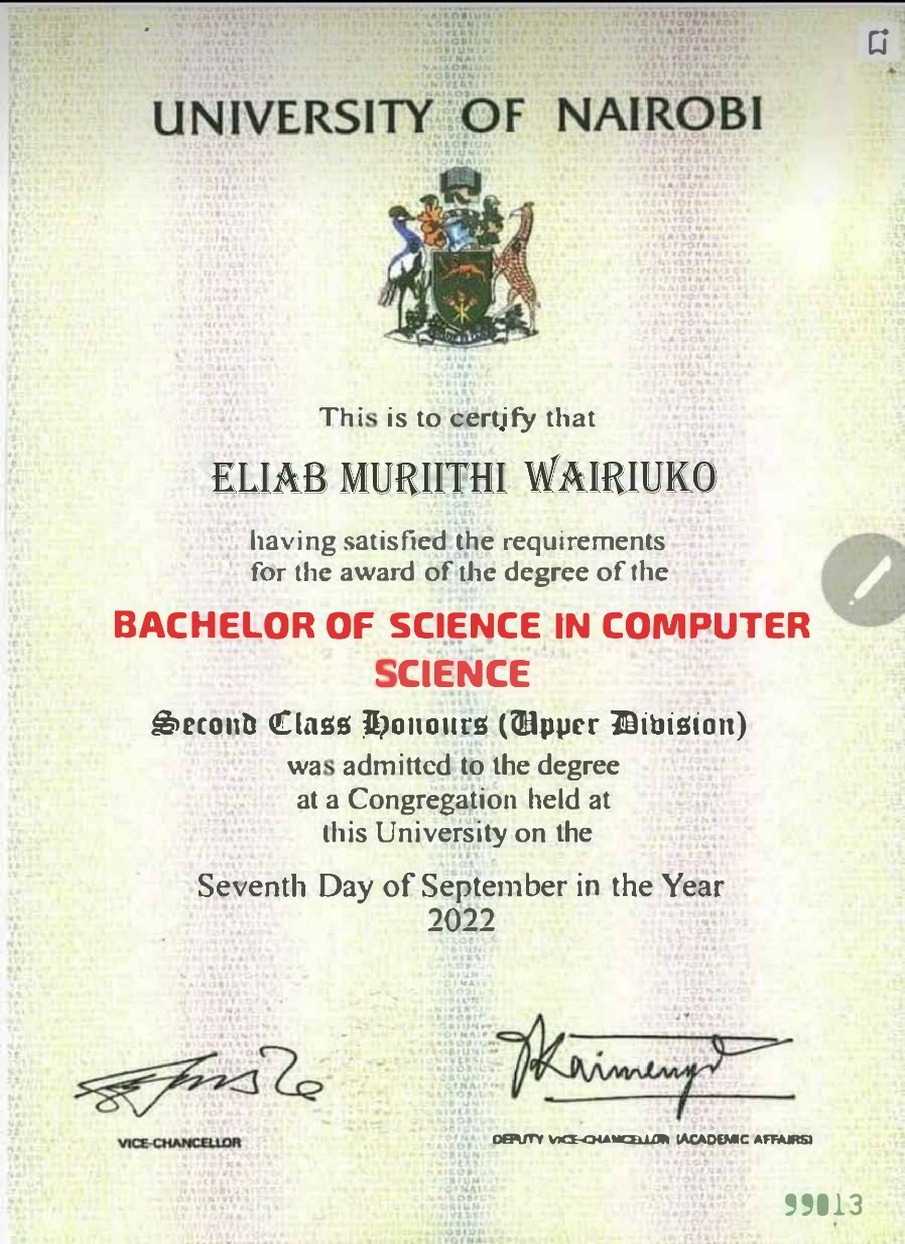 UNIVERSITY OF NAIROBI
This is to certify that
ELIAB MURIITHI WAIRIUKO
having satisfied the requirements
for the award of the degree of the
BACHELOR OF SCIENCE IN COMPUTER
SCIENCE
Second Class Honours (Upper Division)
was admitted to the degree
at a Congregation held at
this University on the
Seventh Day of September in the Year
2022
VICE-CHANCELLOR
DEPUTY VICE-CHANCELLOR (ACADEMIC AFFAIRS)
99013